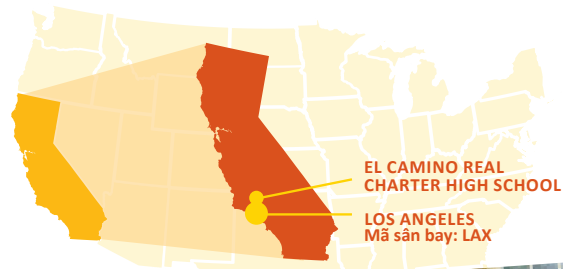 EL CAMINO REAL
CHARTER HIGH SCHOOL
LOS ANGELES
Mã sân bay: LAX